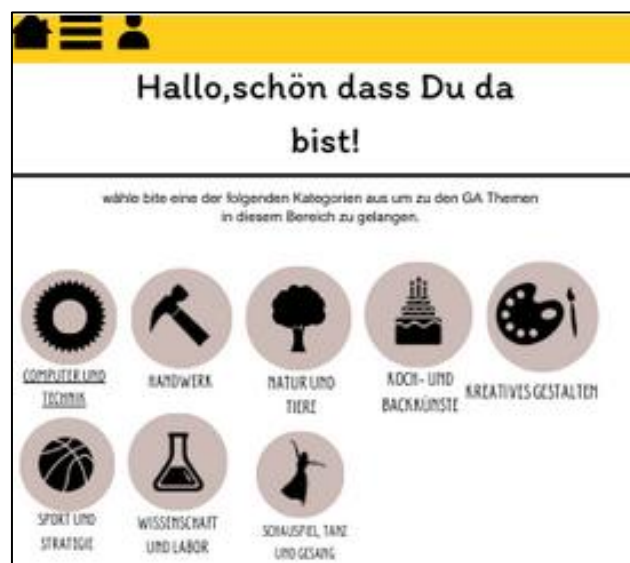 Hallo,schön dass Du da
bist!
wähle bite eine der folgenden Kategorien aus um zu den GA Themen
in diesem Bereich zu gelangen.
COMPUTER UND
TECHNIK
HANDWERK
NATUR UND
TIERE
KOCH- UND
BACKKÜNSTE
KREATIVES GESTALTEN
SPORT UND
STRATIGIE
WISSENSCHAFT
UND LABOR
SCHAUSPIEL, TANZ
UND GESANG